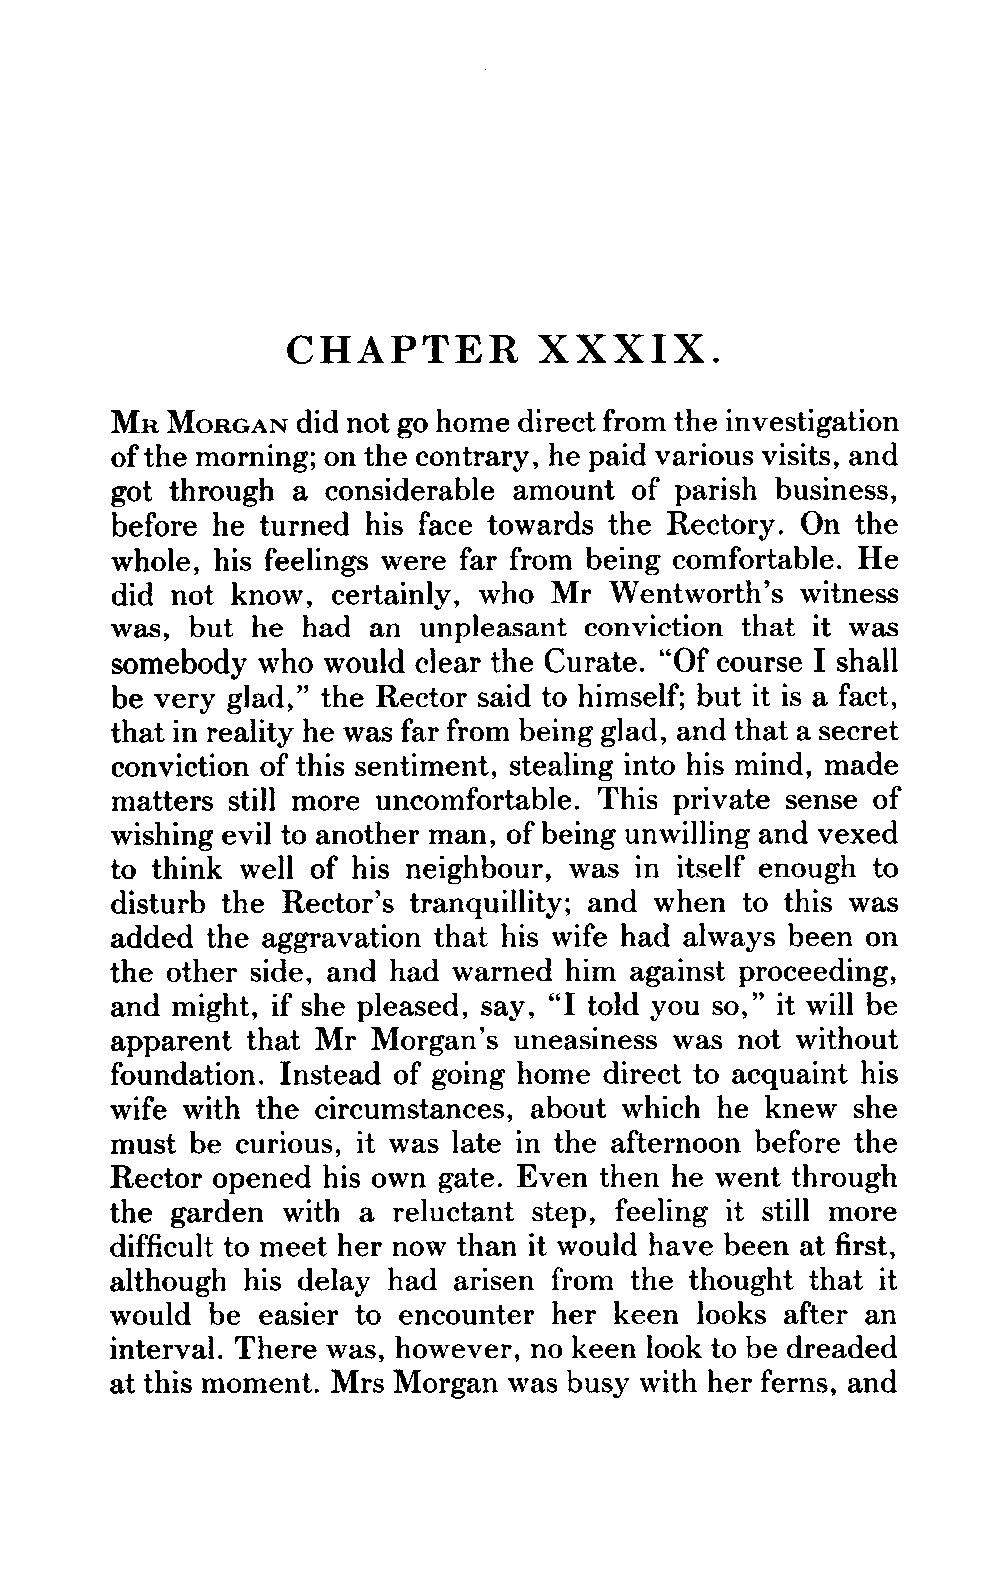 CHAPTER XXXIX.
MR MORGAN did not go home direct from the investigation
of the morning; on the contrary, he paid various visits, and
got through a considerable amount of parish business,
before he turned his face towards the Rectory. On the
whole, his feelings were far from being comfortable. He
did not know, certainly, who Mr Wentworth's witness
was, but he had an unpleasant conviction that it was
somebody who would clear the Curate. “Of course I shall
be very glad,” the Rector said to himself; but it is a fact,
that in reality he was far from being glad, and that a secret
conviction of this sentiment, stealing into his mind, made
matters still more uncomfortable. This private sense of
wishing evil to another man, of being unwilling and vexed
to think well of his neighbour, was in itself enough to
disturb the Rector's tranquillity; and when to this was
added the aggravation that his wife had always been on
the other side, and had warned him against proceeding,
and might, if she pleased, say, “I told you so,” it will be
apparent that Mr Morgan's uneasiness was not without
foundation. Instead of going home direct to acquaint his
wife with the circumstances, about which he knew she
must be curious, it was late in the afternoon before the
Rector opened his own gate. Even then he went through
the garden with a reluctant step, feeling it still more
difficult to meet her now than it would have been at first,
although his delay had arisen from the thought that it
would be easier to encounter her keen looks after an
interval. There was, however, no keen look to be dreaded
at this moment. Mrs Morgan was busy with her ferns, and